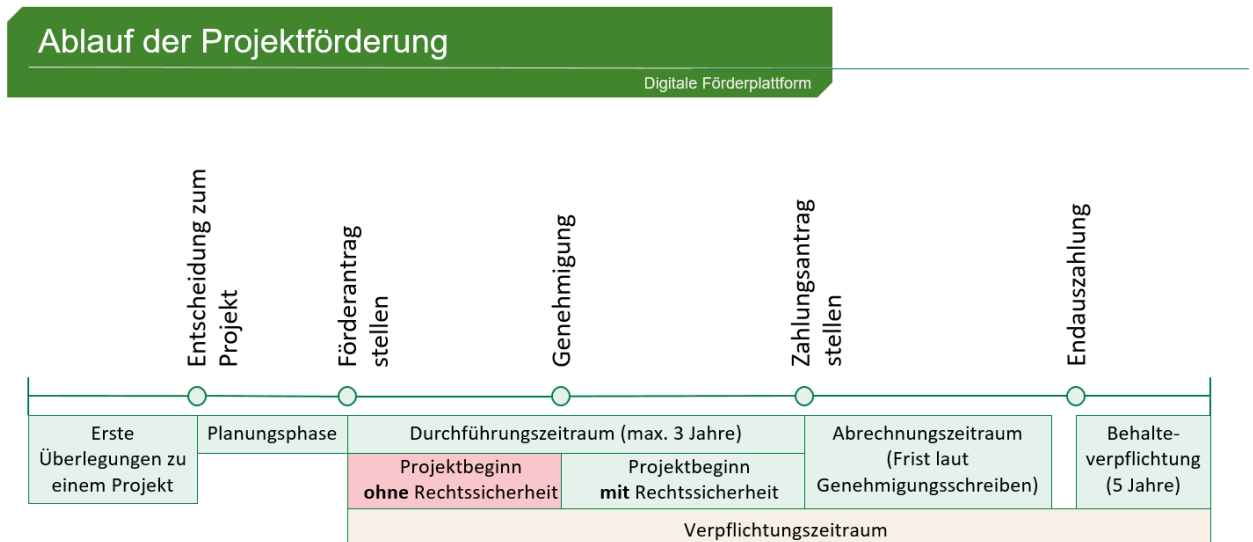 Ablauf der Projektförderung
Digitale Förderplattform
Entscheidung zum
Projekt
Förderantrag
stellen
Genehmigung
Zahlungsantrag
stellen
Endauszahlung
Erste
Überlegungen zu
einem Projekt
Planungsphase
Durchführungszeitraum (max. 3 Jahre)
Projektbeginn
ohne Rechtssicherheit
Projektbeginn
mit Rechtssicherheit
Abrechnungszeitraum
(Frist laut
Genehmigungsschreiben)
Behalte-
verpflichtung
(5 Jahre)
Verpflichtungszeitraum